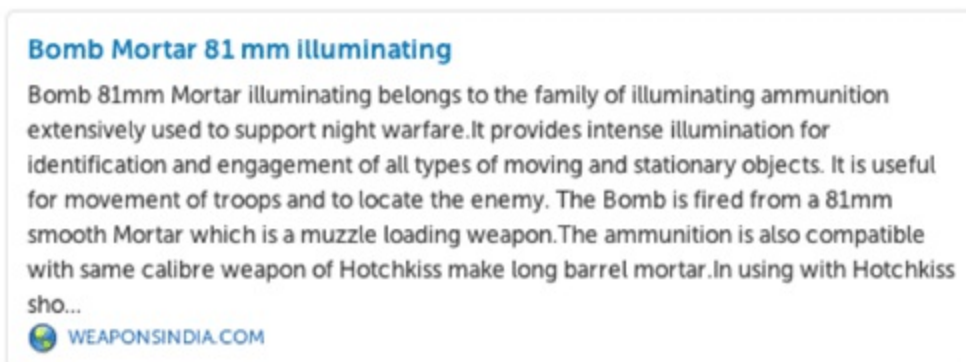 Bomb Mortar 81 mm illuminating
Bomb 81mm Mortar illuminating belongs to the family of illuminating ammunition
extensively used to support night warfare.It provides intense illumination for
identification and engagement of all types of moving and stationary objects. It is useful
for movement of troops and to locate the enemy. The Bomb is fired from a 81mm
smooth Mortar which is a muzzle loading weapon.The ammunition is also compatible
with same calibre weapon of Hotchkiss make long barrel mortar.In using with Hotchkiss
sho...
WEAPONSINDIA.COM